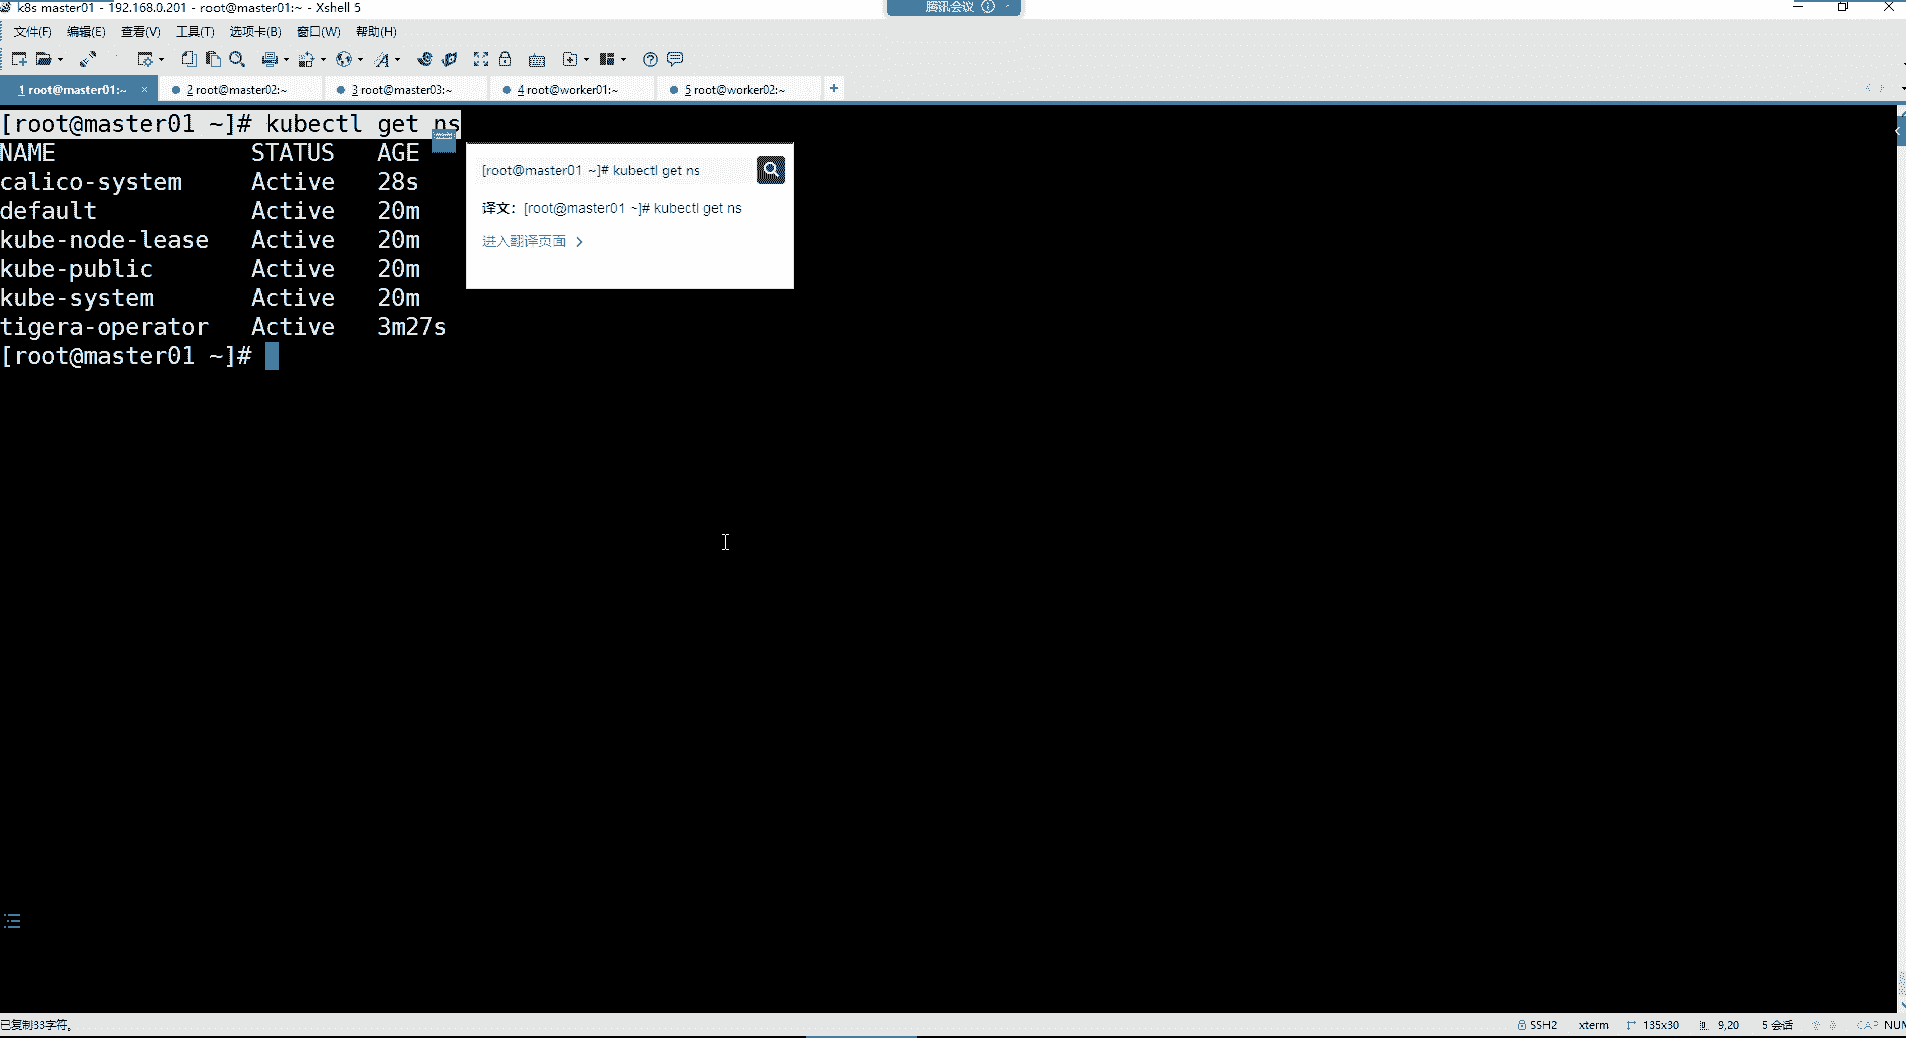 k8s master01 - 192.168.0.201 - root@master01:~ - Xshell 5
腾讯会议
文件(F) 编辑(E) 查看(V) 工具(T) 选项卡(B) 窗口(W) 帮助(H)
1 root@master01:~ × 2 root@master02:~ 3 root@master03:~ 4 root@worker01:~ 5 root@worker02:~ +
[root@master01 ~]# kubectl get ns
NAME STATUS AGE
calico-system Active 28s
default Active 20m
kube-node-lease Active 20m
kube-public Active 20m
kube-system Active 20m
tigera-operator Active 3m27s
[root@master01 ~]#
[root@master01 ~]# kubectl get ns
译文：[root@master01 ~]# kubectl get ns
进入翻译页面 >
已复制33字符。
SSH2 xterm 135x30 9,20 5 会话 CAP NUM